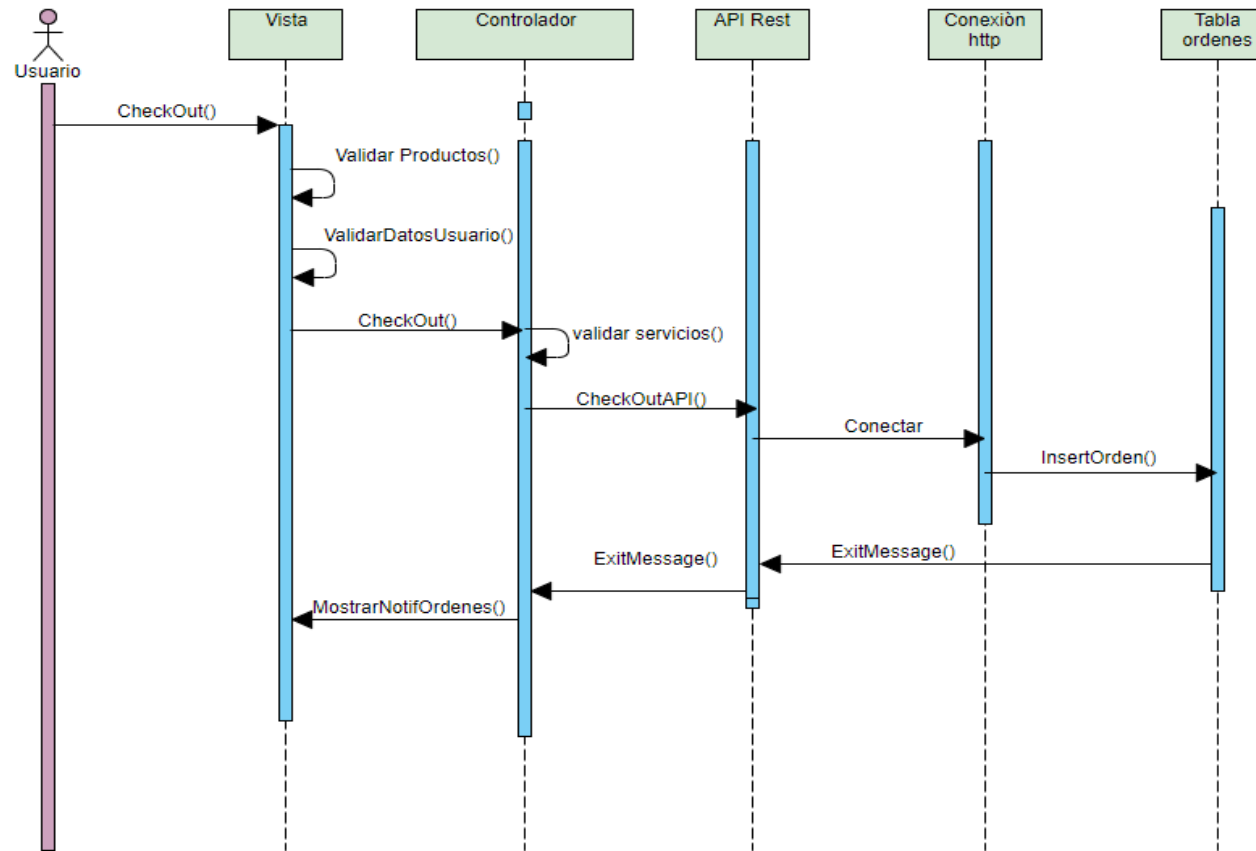 Vista
Controlador
API Rest
Conexiòn
http
Tabla
ordenes
Usuario
CheckOut()
Validar Productos()
ValidarDatosUsuario()
CheckOut()
validar servicios()
CheckOutAPI()
Conectar
InsertOrden()
ExitMessage()
ExitMessage()
MostrarNotifOrdenes()